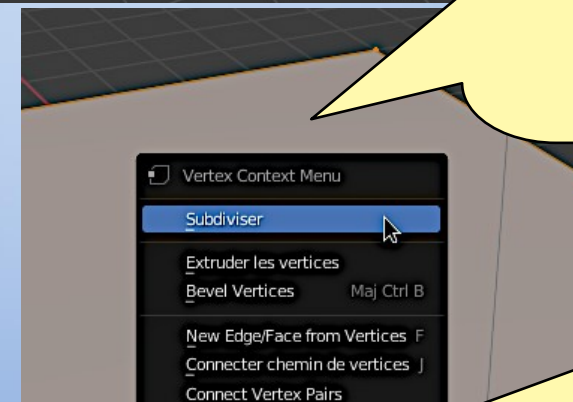 Vertex Context Menu
Subdiviser
Extruder les vertices
Bevel Vertices Maj Ctrl B
New Edge/Face from Vertices F
Connecter chemin de vertices J
Connect Vertex Pairs